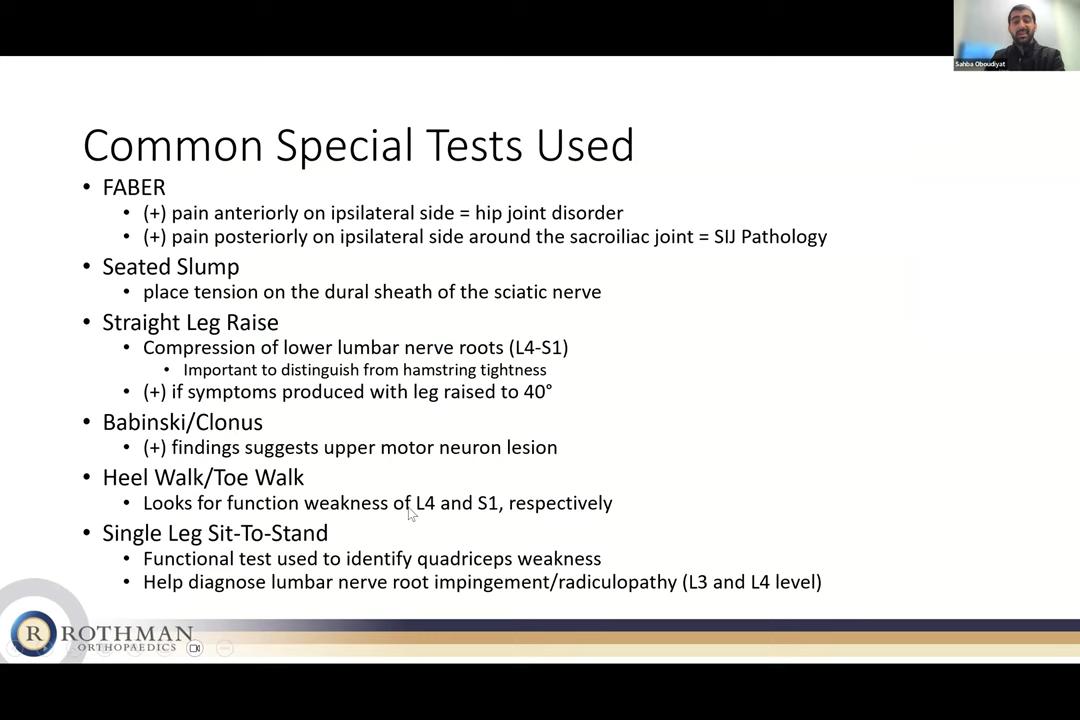 Sahba Oboudiyat
Common Special Tests Used
• FABER
• (+) pain anteriorly on ipsilateral side = hip joint disorder
• (+) pain posteriorly on ipsilateral side around the sacroiliac joint = SIJ Pathology
• Seated Slump
• place tension on the dural sheath of the sciatic nerve
• Straight Leg Raise
• Compression of lower lumbar nerve roots (L4-S1)
• Important to distinguish from hamstring tightness
• (+) if symptoms produced with leg raised to 40°
• Babinski/Clonus
• (+) findings suggests upper motor neuron lesion
• Heel Walk/Toe Walk
• Looks for function weakness of L4 and S1, respectively
• Single Leg Sit-To-Stand
• Functional test used to identify quadriceps weakness
• Help diagnose lumbar nerve root impingement/radiculopathy (L3 and L4 level)
R ROTHMAN
ORTHOPAEDICS